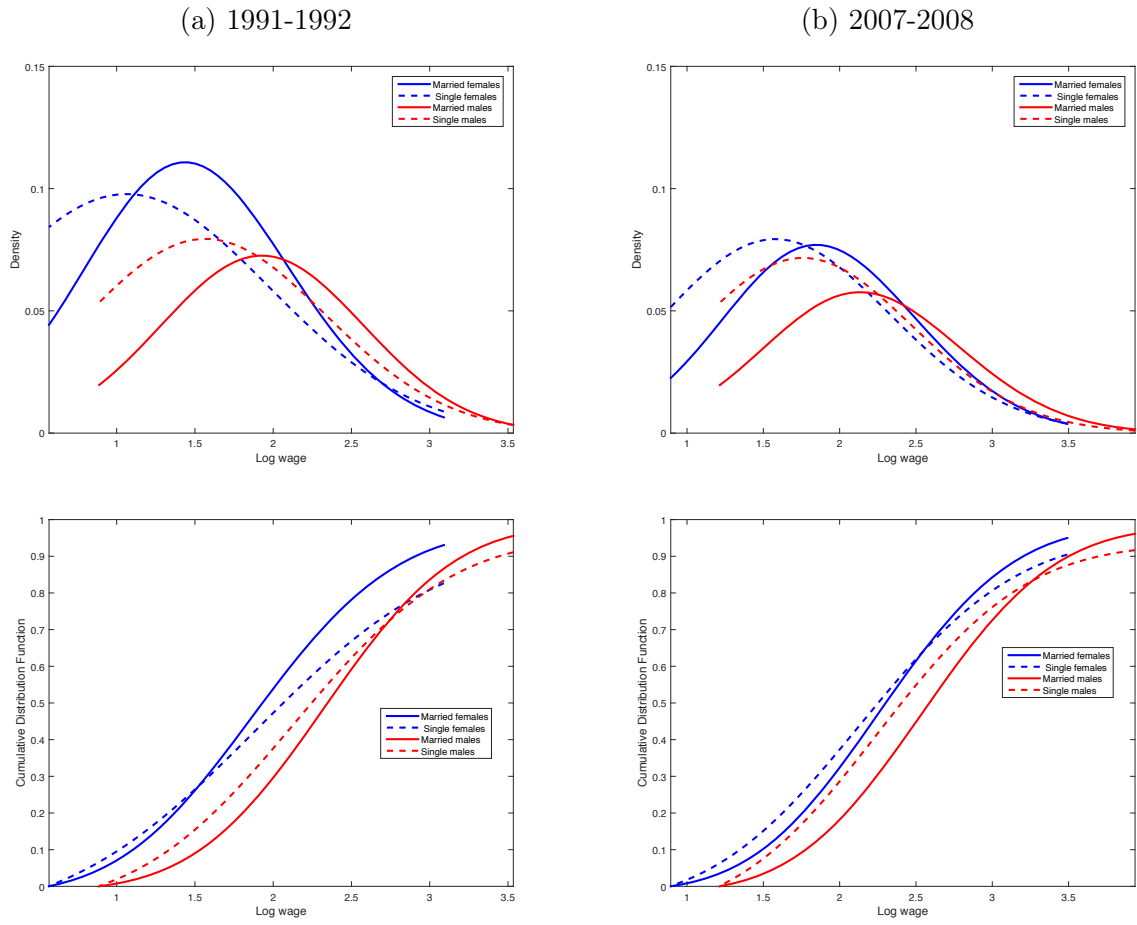 (a) 1991-1992
(b) 2007-2008
0.15
0.1
0.05
0
Density
1
1.5
2
2.5
3
3.5
Log wage
Married females
Single females
Married males
Single males
0.15
0.1
0.05
0
Density
1
1.5
2
2.5
3
3.5
Log wage
Married females
Single females
Married males
Single males
1
0.9
0.8
0.7
0.6
0.5
0.4
0.3
0.2
0.1
0
Cumulative Distribution Function
1
1.5
2
2.5
3
3.5
Log wage
Married females
Single females
Married males
Single males
1
0.9
0.8
0.7
0.6
0.5
0.4
0.3
0.2
0.1
0
Cumulative Distribution Function
1
1.5
2
2.5
3
3.5
Log wage
Married females
Single females
Married males
Single males